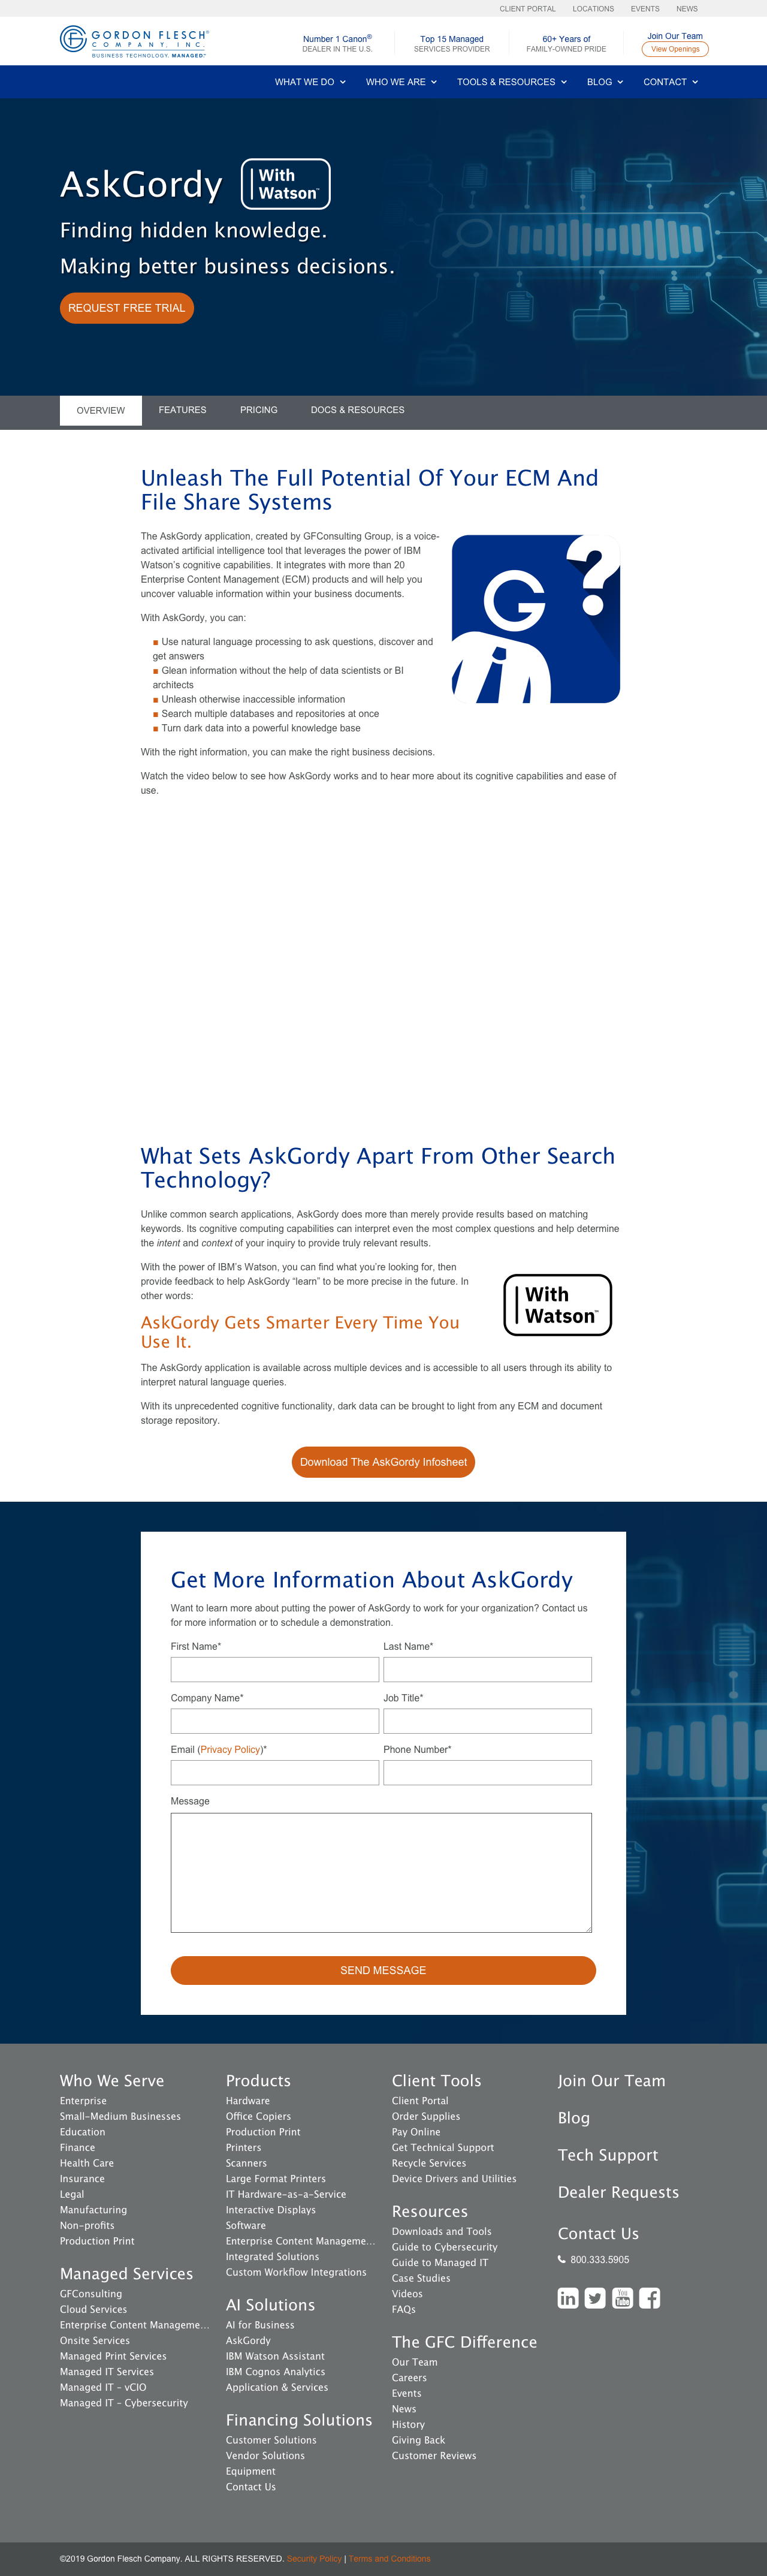 CLIENT PORTAL LOCATIONS EVENTS NEWS
GORDON FLESCH®
COMPANY, INC.
BUSINESS TECHNOLOGY, MANAGED.
Number 1 Canon®
DEALER IN THE U.S.
Top 15 Managed
SERVICES PROVIDER
60+ Years of
FAMILY-OWNED PRIDE
Join Our Team
View Openings
WHAT WE DO WHO WE ARE TOOLS & RESOURCES BLOG CONTACT
AskGordy
With
Watson™
Finding hidden knowledge.
Making better business decisions.
REQUEST FREE TRIAL
OVERVIEW FEATURES PRICING DOCS & RESOURCES
Unleash The Full Potential Of Your ECM And
File Share Systems
The AskGordy application, created by GFConsulting Group, is a voice-
activated artificial intelligence tool that leverages the power of IBM
Watson's cognitive capabilities. It integrates with more than 20
Enterprise Content Management (ECM) products and will help you
uncover valuable information within your business documents.
G?
With AskGordy, you can:
Use natural language processing to ask questions, discover and
get answers
Glean information without the help of data scientists or BI
architects
Unleash otherwise inaccessible information
Search multiple databases and repositories at once
Turn dark data into a powerful knowledge base
With the right information, you can make the right business decisions.
Watch the video below to see how AskGordy works and to hear more about its cognitive capabilities and ease of
use.
What Sets AskGordy Apart From Other Search
Technology?
Unlike common search applications, AskGordy does more than merely provide results based on matching
keywords. Its cognitive computing capabilities can interpret even the most complex questions and help determine
the intent and context of your inquiry to provide truly relevant results.
With the power of IBM's Watson, you can find what you're looking for, then
provide feedback to help AskGordy “learn” to be more precise in the future. In
other words:
With
Watson™
AskGordy Gets Smarter Every Time You
Use It.
The AskGordy application is available across multiple devices and is accessible to all users through its ability to
interpret natural language queries.
With its unprecedented cognitive functionality, dark data can be brought to light from any ECM and document
storage repository.
Download The AskGordy Infosheet
Get More Information About AskGordy
Want to learn more about putting the power of AskGordy to work for your organization? Contact us
for more information or to schedule a demonstration.
First Name* Last Name*
Company Name* Job Title*
Email (Privacy Policy)* Phone Number*
Message
SEND MESSAGE
Who We Serve
Enterprise
Small-Medium Businesses
Education
Finance
Health Care
Insurance
Legal
Manufacturing
Non-profits
Production Print
Managed Services
GFConsulting
Cloud Services
Enterprise Content Manageme...
Onsite Services
Managed Print Services
Managed IT Services
Managed IT - vCIO
Managed IT - Cybersecurity
Products
Hardware
Office Copiers
Production Print
Printers
Scanners
Large Format Printers
IT Hardware-as-a-Service
Interactive Displays
Software
Enterprise Content Manageme...
Integrated Solutions
Custom Workflow Integrations
AI Solutions
AI for Business
AskGordy
IBM Watson Assistant
IBM Cognos Analytics
Application & Services
Financing Solutions
Customer Solutions
Vendor Solutions
Equipment
Contact Us
Client Tools
Client Portal
Order Supplies
Pay Online
Get Technical Support
Recycle Services
Device Drivers and Utilities
Resources
Downloads and Tools
Guide to Cybersecurity
Guide to Managed IT
Case Studies
Videos
FAQs
The GFC Difference
Our Team
Careers
Events
News
History
Giving Back
Customer Reviews
Join Our Team
Blog
Tech Support
Dealer Requests
Contact Us
800.333.5905
in You Tube f
©2019 Gordon Flesch Company. ALL RIGHTS RESERVED. Security Policy | Terms and Conditions